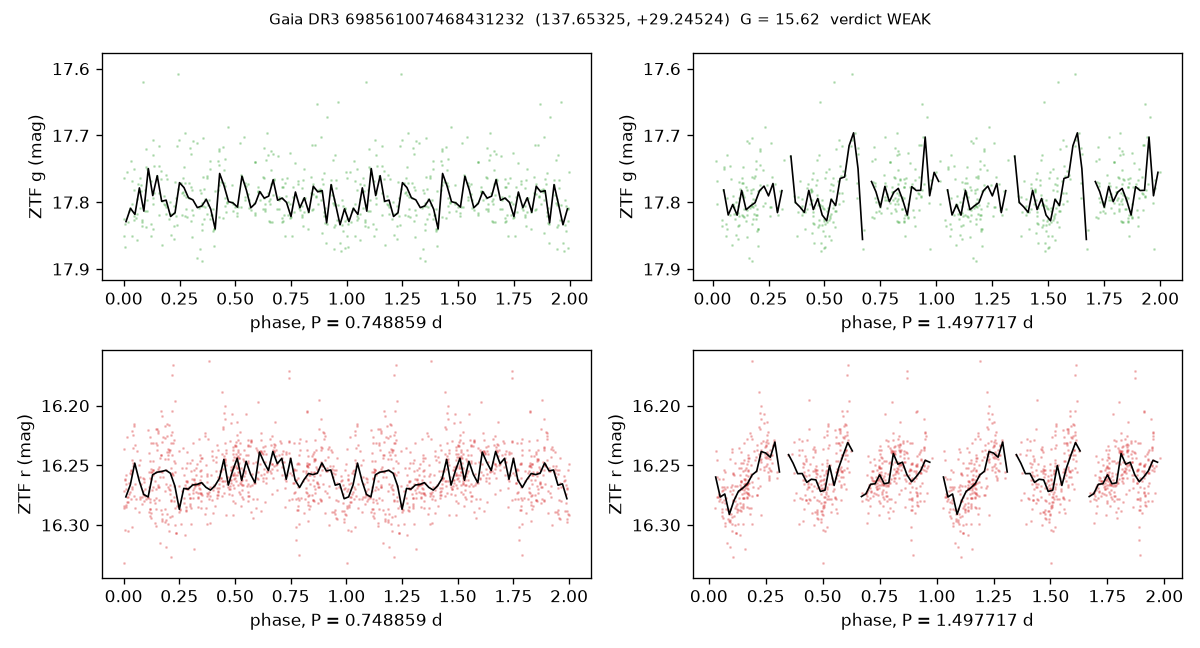 Gaia DR3 698561007468431232 (137.65325, +29.24524) G = 15.62 verdict WEAK
ZTF g (mag)
17.6
17.7
17.8
17.9
0.00 0.25 0.50 0.75 1.00 1.25 1.50 1.75 2.00
phase, P = 0.748859 d
ZTF g (mag)
17.6
17.7
17.8
17.9
0.00 0.25 0.50 0.75 1.00 1.25 1.50 1.75 2.00
phase, P = 1.497717 d
ZTF r (mag)
16.20
16.25
16.30
0.00 0.25 0.50 0.75 1.00 1.25 1.50 1.75 2.00
phase, P = 0.748859 d
ZTF r (mag)
16.20
16.25
16.30
0.00 0.25 0.50 0.75 1.00 1.25 1.50 1.75 2.00
phase, P = 1.497717 d